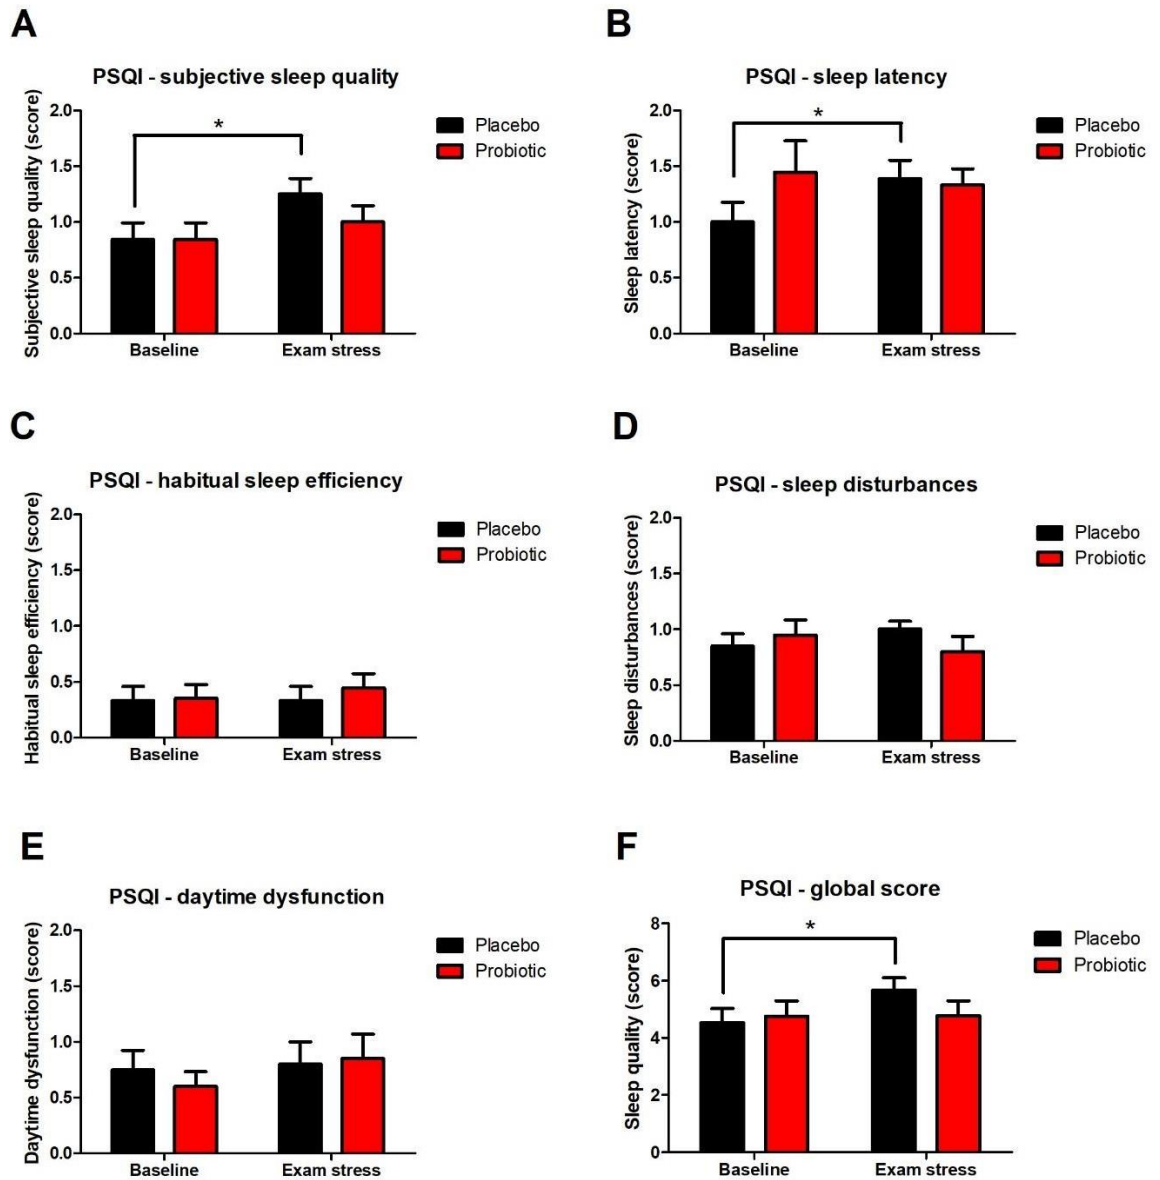 A
PSQI - subjective sleep quality
Subjective sleep quality (score)
2.0
1.5
1.0
0.5
0.0
*
Baseline
Exam stress
Placebo
Probiotic
B
PSQI - sleep latency
Sleep latency (score)
2.0
1.5
1.0
0.5
0.0
*
Baseline
Exam stress
Placebo
Probiotic
C
PSQI - habitual sleep efficiency
Habitual sleep efficiency (score)
2.0
1.5
1.0
0.5
0.0
Baseline
Exam stress
Placebo
Probiotic
D
PSQI - sleep disturbances
Sleep disturbances (score)
2.0
1.5
1.0
0.5
0.0
Baseline
Exam stress
Placebo
Probiotic
E
PSQI - daytime dysfunction
Daytime dysfunction (score)
2.0
1.5
1.0
0.5
0.0
Baseline
Exam stress
Placebo
Probiotic
F
PSQI - global score
Sleep quality (score)
8
6
4
2
0
*
Baseline
Exam stress
Placebo
Probiotic